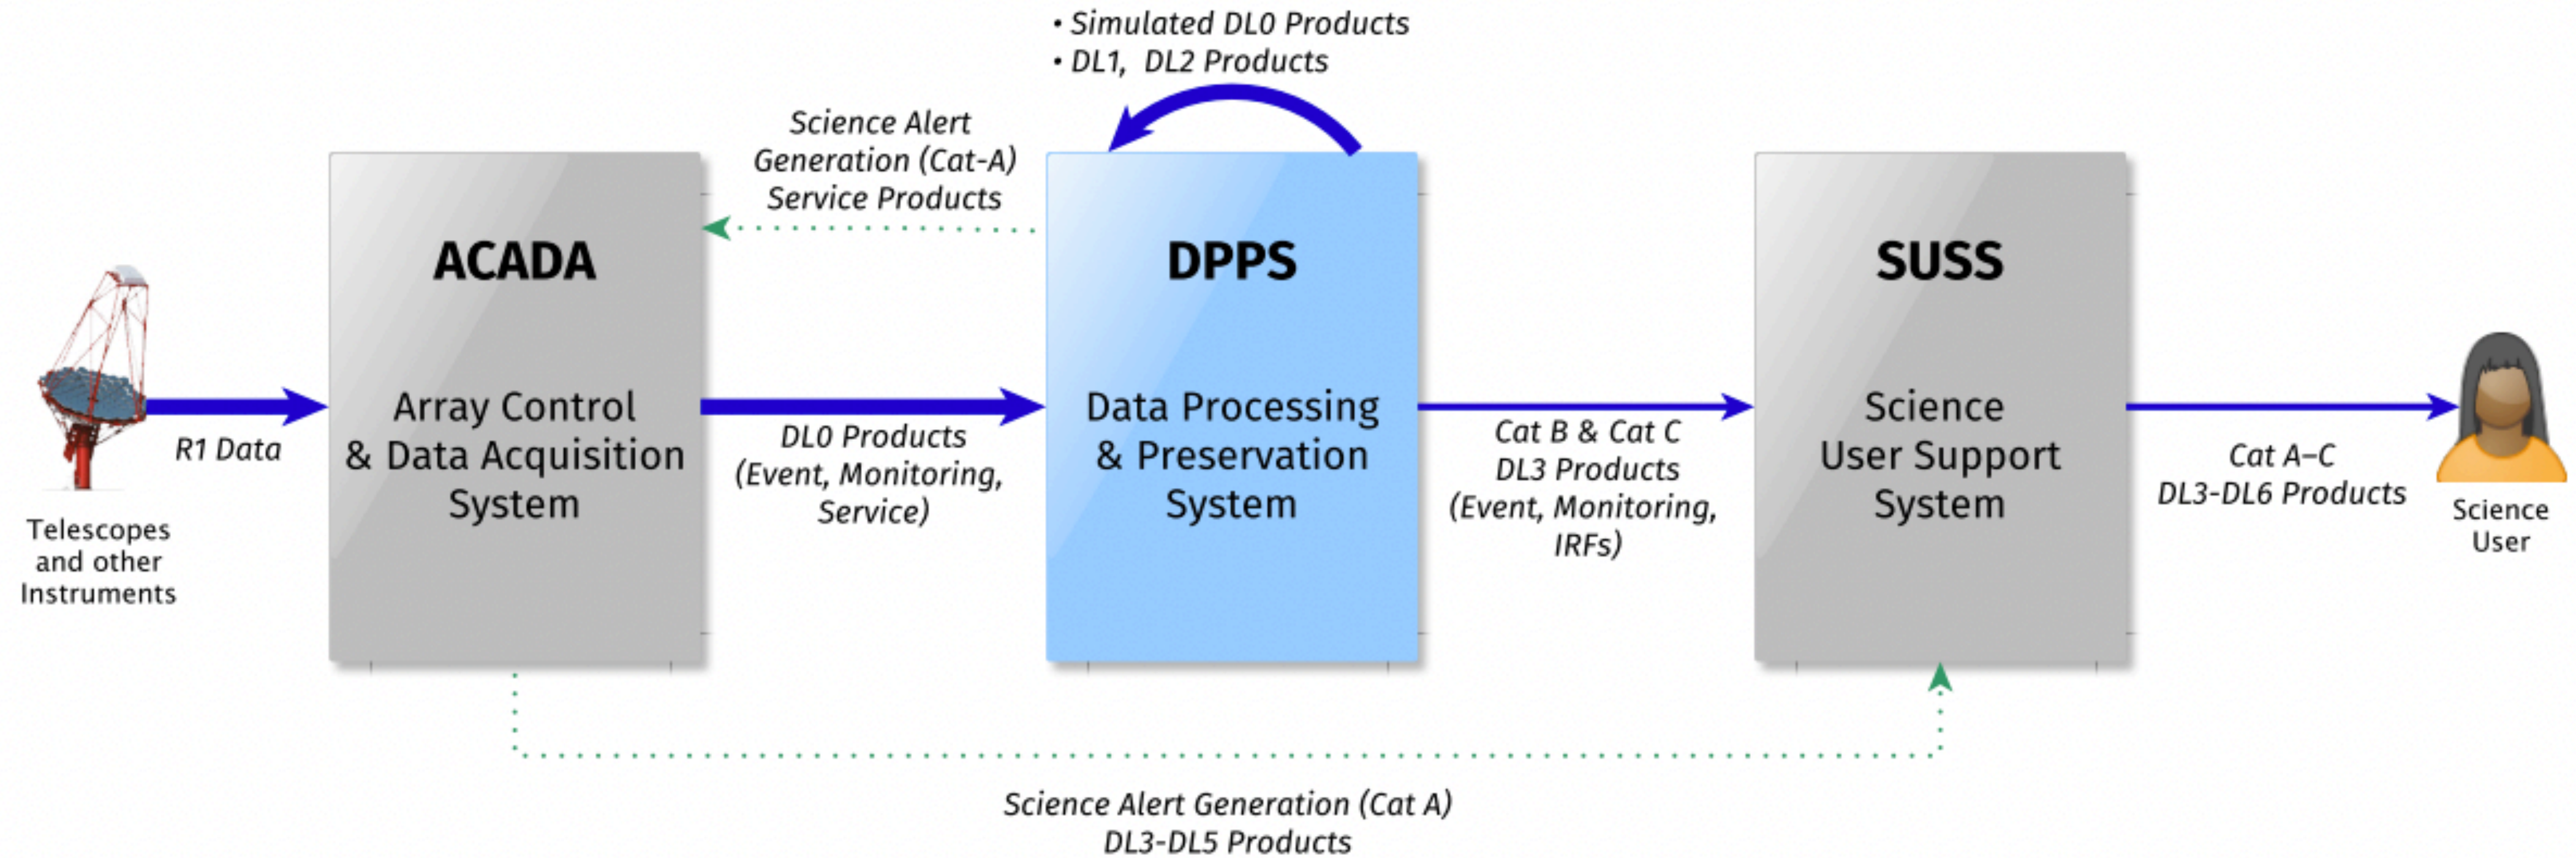 • Simulated DL0 Products
• DL1, DL2 Products
Science Alert
Generation (Cat-A)
Service Products
ACADA
Array Control
& Data Acquisition
System
DPPS
Data Processing
& Preservation
System
SUSS
Science
User Support
System
R1 Data
Telescopes
and other
Instruments
DL0 Products
(Event, Monitoring,
Service)
Cat B & Cat C
DL3 Products
(Event, Monitoring,
IRFs)
Cat A–C
DL3-DL6 Products
Science
User
Science Alert Generation (Cat A)
DL3-DL5 Products